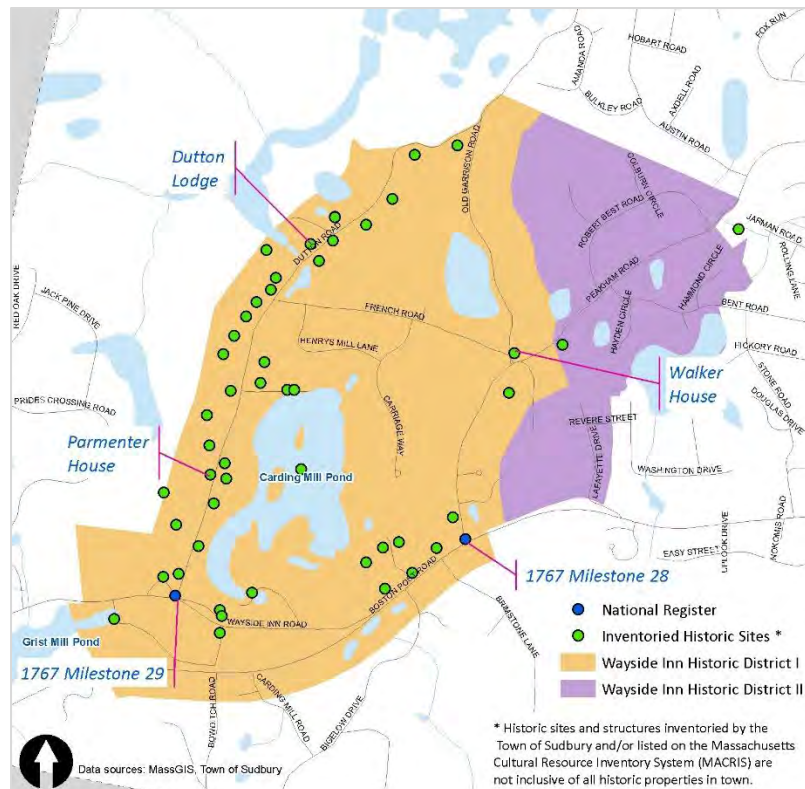 FOX RUN
HOBART ROAD
AMANDA ROAD
AXDELL ROAD
BULKLEY ROAD
AUSTIN ROAD
Dutton
Lodge
OLD GARRISON ROAD
COLBURN CIRCLE
ROBERT BEST ROAD
DUTTON ROAD
JARMAN ROAD
ROLLING LANE
PEAKHAM ROAD
HAMMOND CIRCLE
RED OAK DRIVE
JACK PINE DRIVE
FRENCH ROAD
BENT ROAD
HAYDEN CIRCLE
HENRYS MILL LANE
HICKORY ROAD
STONE ROAD
DOUGLAS DRIVE
Walker
House
PRIDES CROSSING ROAD
CARRIAGE WAY
REVERE STREET
LAFAYETTE DRIVE
Parmenter
House
WASHINGTON DRIVE
Carding Mill Pond
NOKOMIS ROAD
EASY STREET
UPLOOK DRIVE
BOSTON POST ROAD
1767 Milestone 28
BRIMSTONE LANE
WAYSIDE INN ROAD
Grist Mill Pond
1767 Milestone 29
BOWDITCH ROAD
CARDING MILL ROAD
BIGELOW DRIVE
National Register
Inventoried Historic Sites *
Wayside Inn Historic District I
Wayside Inn Historic District II
* Historic sites and structures inventoried by the
Town of Sudbury and/or listed on the Massachusetts
Cultural Resource Inventory System (MACRIS) are
not inclusive of all historic properties in town.
Data sources: MassGIS, Town of Sudbury